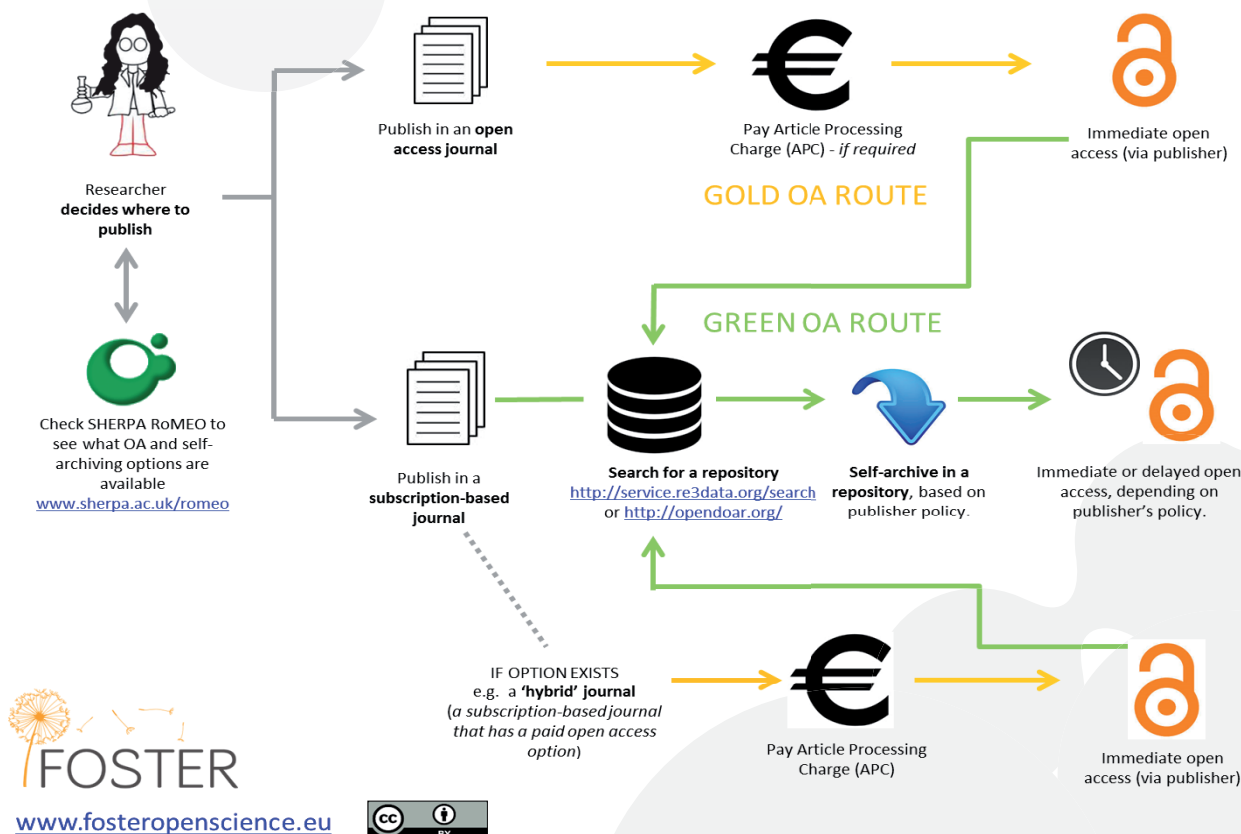 Researcher
decides where to
publish
Check SHERPA RoMEO to
see what OA and self-
archiving options are
available
www.sherpa.ac.uk/romeo
Publish in an open
access journal
Pay Article Processing
Charge (APC) - if required
Immediate open
access (via publisher)
GOLD OA ROUTE
GREEN OA ROUTE
Publish in a
subscription-based
journal
Search for a repository
http://service.re3data.org/search
or http://opendoar.org/
Self-archive in a
repository, based on
publisher policy.
Immediate or delayed open
access, depending on
publisher's policy.
IF OPTION EXISTS
e.g. a 'hybrid' journal
(a subscription-based journal
that has a paid open access
option)
Pay Article Processing
Charge (APC)
Immediate open
access (via publisher)
FOSTER
www.fosteropenscience.eu
cc
BY